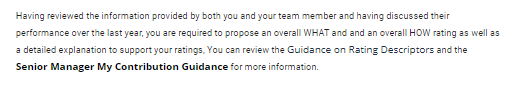 Having reviewed the information provided by both you and your team member and having discussed their
performance over the last year, you are required to propose an overall WHAT and and an overall HOW rating as well as
a detailed explanation to support your ratings, You can review the Guidance on Rating Descriptors and the
Senior Manager My Contribution Guidance for more information.